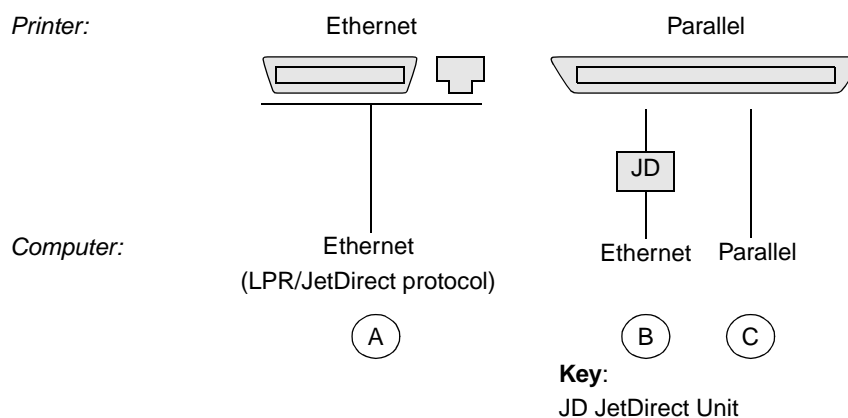 Printer: Ethernet Parallel
JD
Computer: Ethernet Ethernet Parallel
(LPR/JetDirect protocol)
A B C
Key:
JD JetDirect Unit